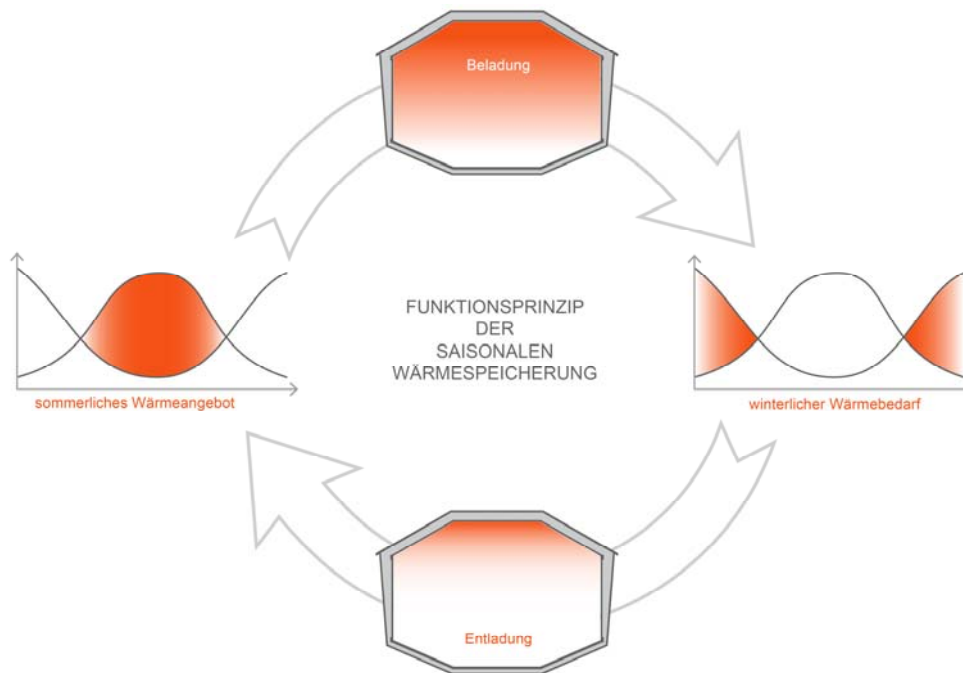 Beladung
FUNKTIONSPRINZIP
DER
SAISONALEN
WÄRMESPEICHERUNG
sommerliches Wärmeangebot
winterlicher Wärmebedarf
Entladung